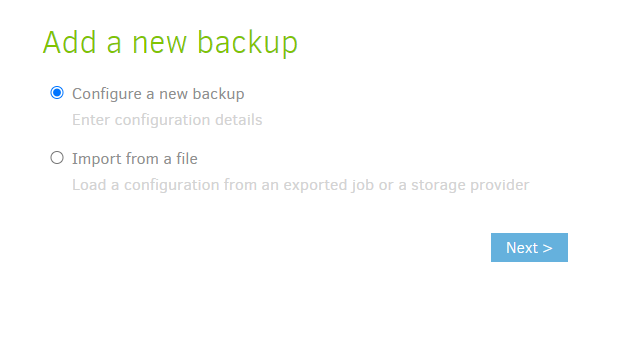 Add a new backup
Configure a new backup
Enter configuration details
Import from a file
Load a configuration from an exported job or a storage provider
Next >